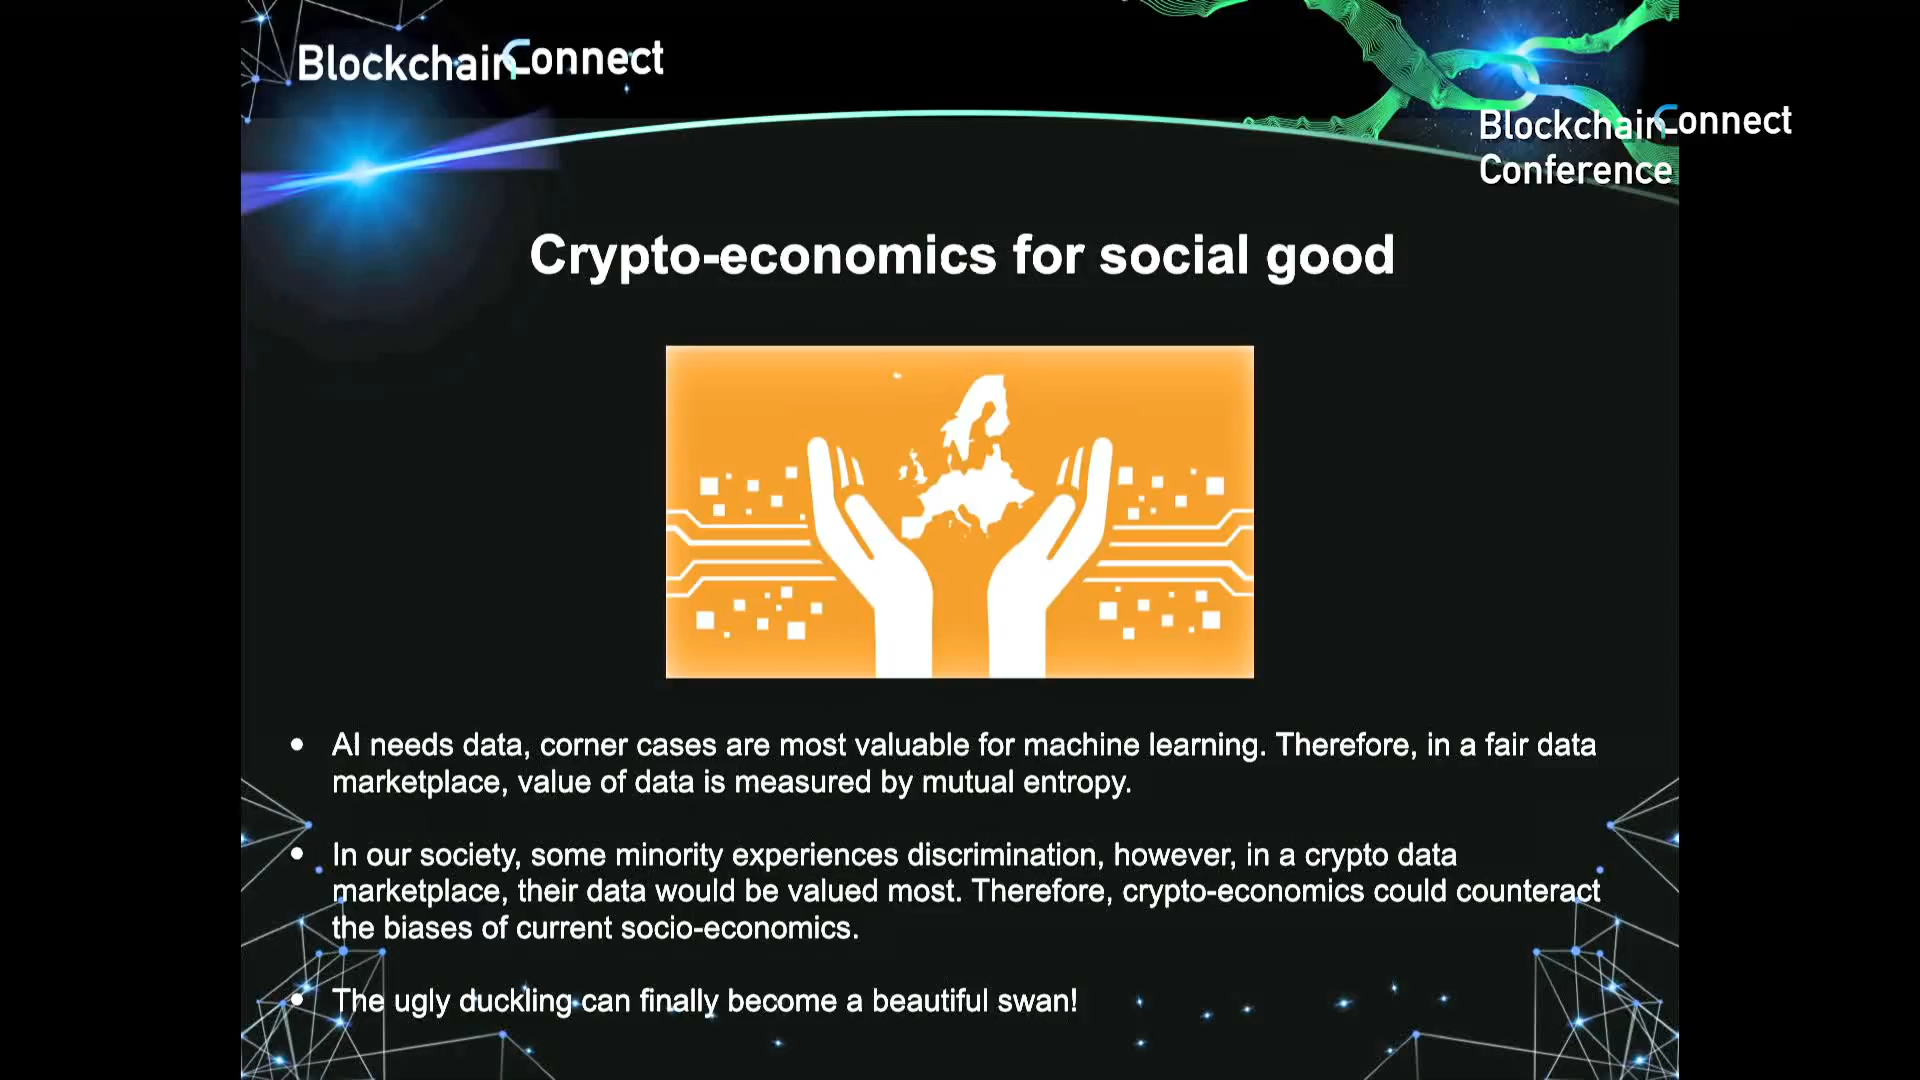 BlockchainConnect
BlockchainConnect
Conference
Crypto-economics for social good
• AI needs data, corner cases are most valuable for machine learning. Therefore, in a fair data
marketplace, value of data is measured by mutual entropy.
• In our society, some minority experiences discrimination, however, in a crypto data
marketplace, their data would be valued most. Therefore, crypto-economics could counteract
the biases of current socio-economics.
• The ugly duckling can finally become a beautiful swan!